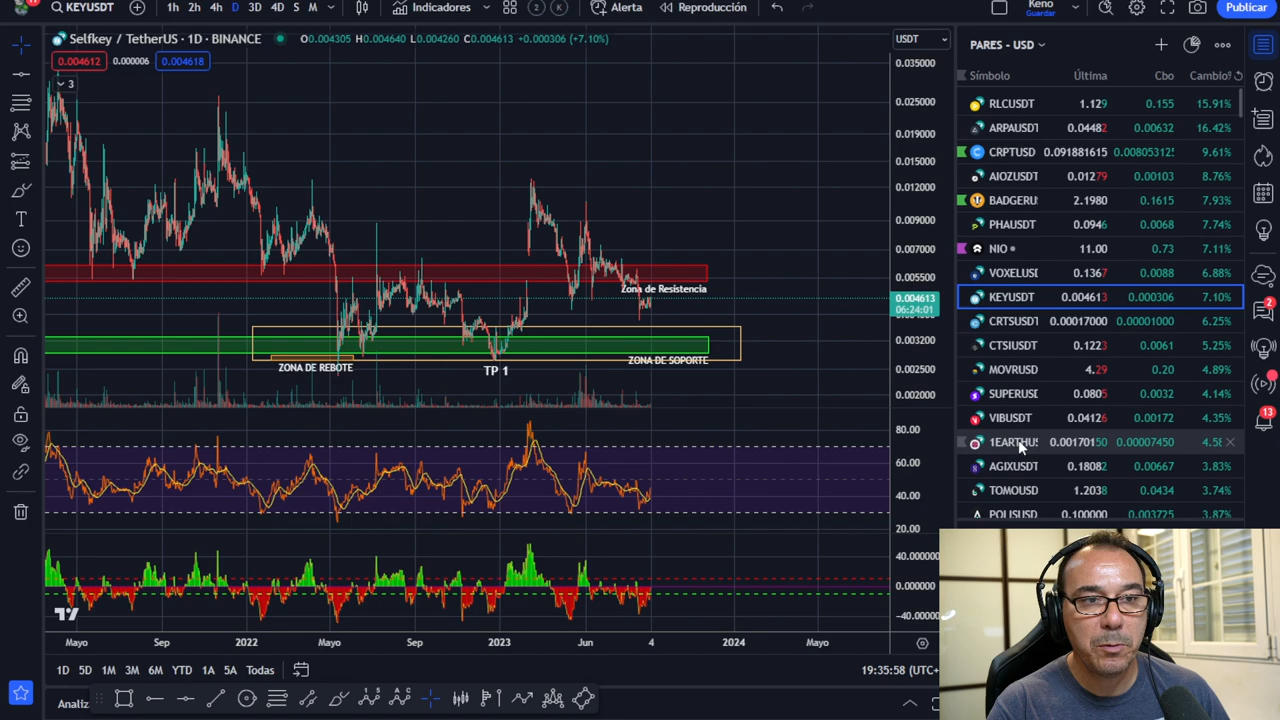 KEYUSDT 1h 2h 4h D 3D 4D S M Indicadores 2 K Alerta Reproducción Keno Guardar Publicar
Selfkey / TetherUS · 1D · BINANCE O0.004305 H0.004640 L0.004260 C0.004613 +0.000306 (+7.10%) USDT
0.004612 0.000006 0.004618
3
0.035000
0.025000
0.019000
0.015000
0.012000
0.009000
0.007000
0.005500
0.004613
06:24:01
0.003200
0.002500
0.002000
Zona de Resistencia
ZONA DE SOPORTE
ZONA DE REBOTE
TP 1
80.00
60.00
40.00
20.00
40.000000
0.000000
Mayo Sep 2022 Mayo Sep 2023 Jun 4 2024 Mayo
1D 5D 1M 3M 6M YTD 1A 5A Todas 19:35:58 (UTC+
Analiz
PARES - USD
Símbolo Última Cbo Cambio
RLCUSDT 1.129 0.155 15.91%
ARPAUSDT 0.04482 0.00632 16.42%
CRPTUSD 0.091881615 0.00805312 9.61%
AIOZUSDT 0.01279 0.00103 8.76%
BADGERU 2.1980 0.1615 7.93%
PHAUSDT 0.0946 0.0068 7.74%
NIO 11.00 0.73 7.11%
VOXELUSI 0.1367 0.0088 6.88%
KEYUSDT 0.004613 0.000306 7.10%
CRTSUSDT 0.00017000 0.00001000 6.25%
CTSIUSDT 0.1223 0.0061 5.25%
MOVRUSD 4.29 0.20 4.89%
SUPERUSD 0.0805 0.0032 4.14%
VIBUSDT 0.04126 0.00172 4.35%
1EARTHUS 0.00170150 0.00007450 4.58
AGIXUSDT 0.18082 0.00667 3.83%
TOMOUSD 1.2038 0.0434 3.74%
POLISUSD 0.100000 0.003725 3.87%
2
13